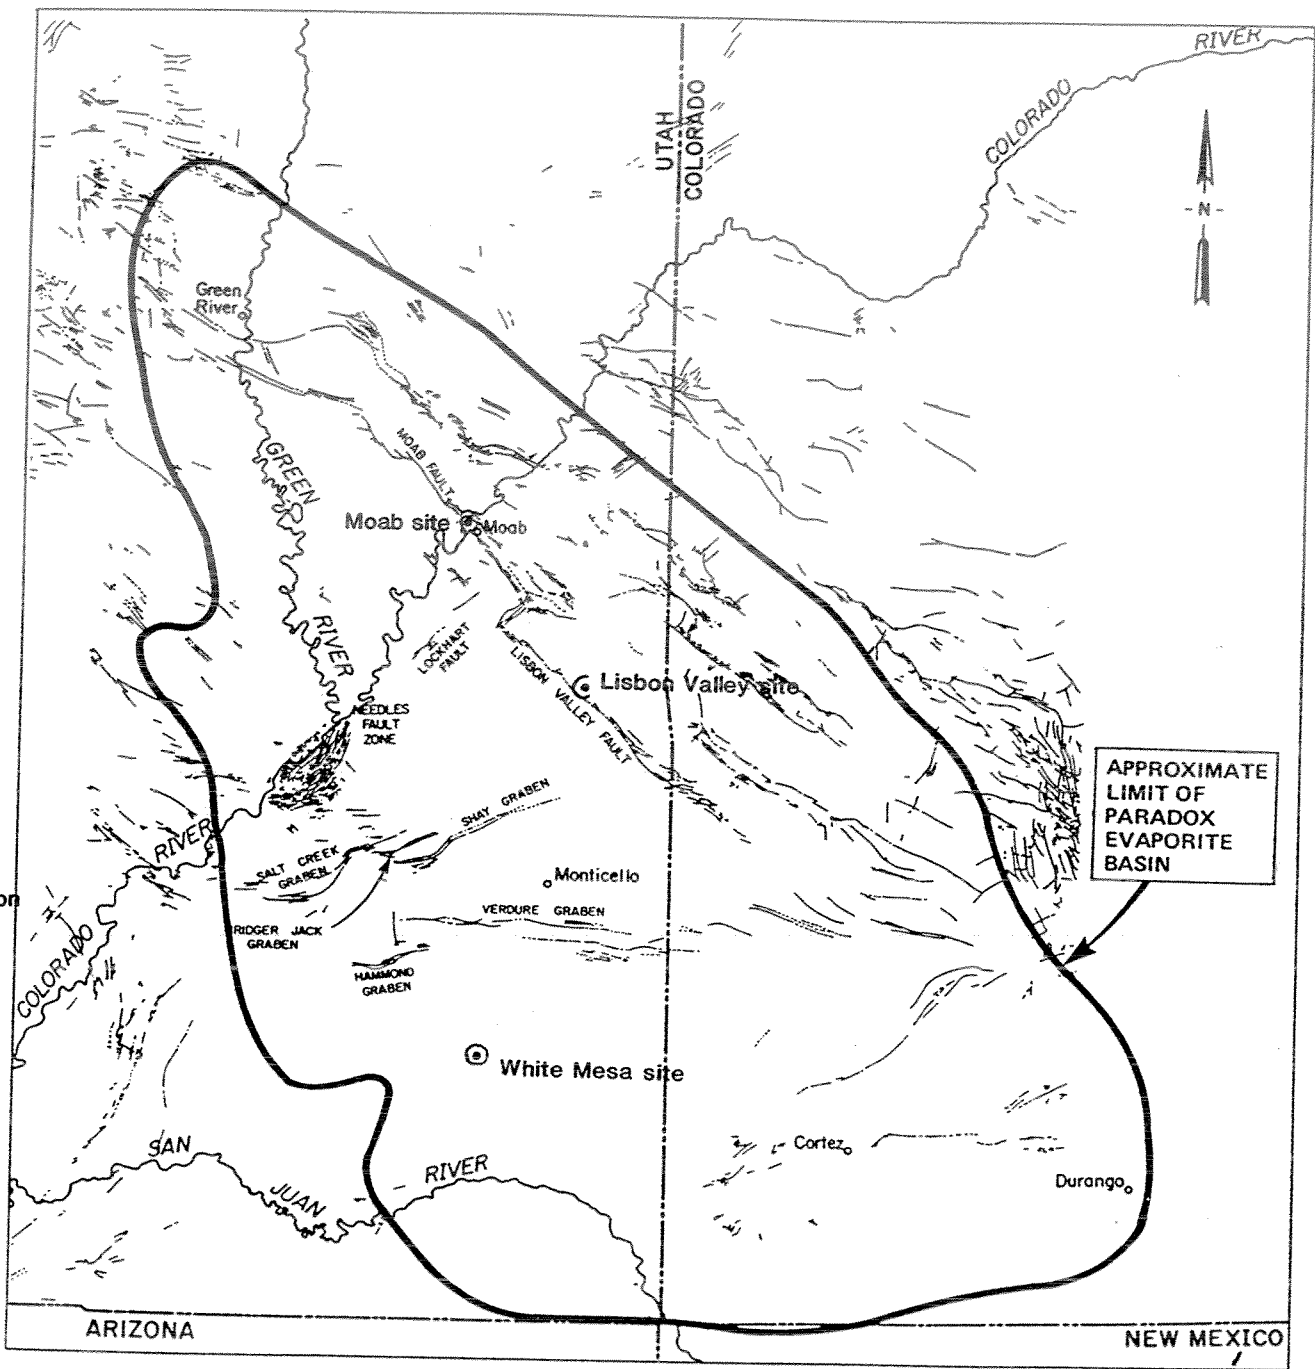 RIVER
COLORADO
UTAH
COLORADO
- N -
Green
River
MOAB FAULT
GREEN
RIVER
Moab site
Moab
LOCKHART
FAULT
LISBON VALLEY FAULT
Lisbon Valley site
NEEDLES
FAULT
ZONE
APPROXIMATE
LIMIT OF
PARADOX
EVAPORITE
BASIN
SHAY GRABEN
RIVER
SALT CREEK
GRABEN
Monticello
on
VERDURE GRABEN
RIDGER JACK
GRABEN
COLORADO
HAMMOND
GRABEN
White Mesa site
SAN
JUAN
RIVER
Cortez
Durango
ARIZONA
NEW MEXICO